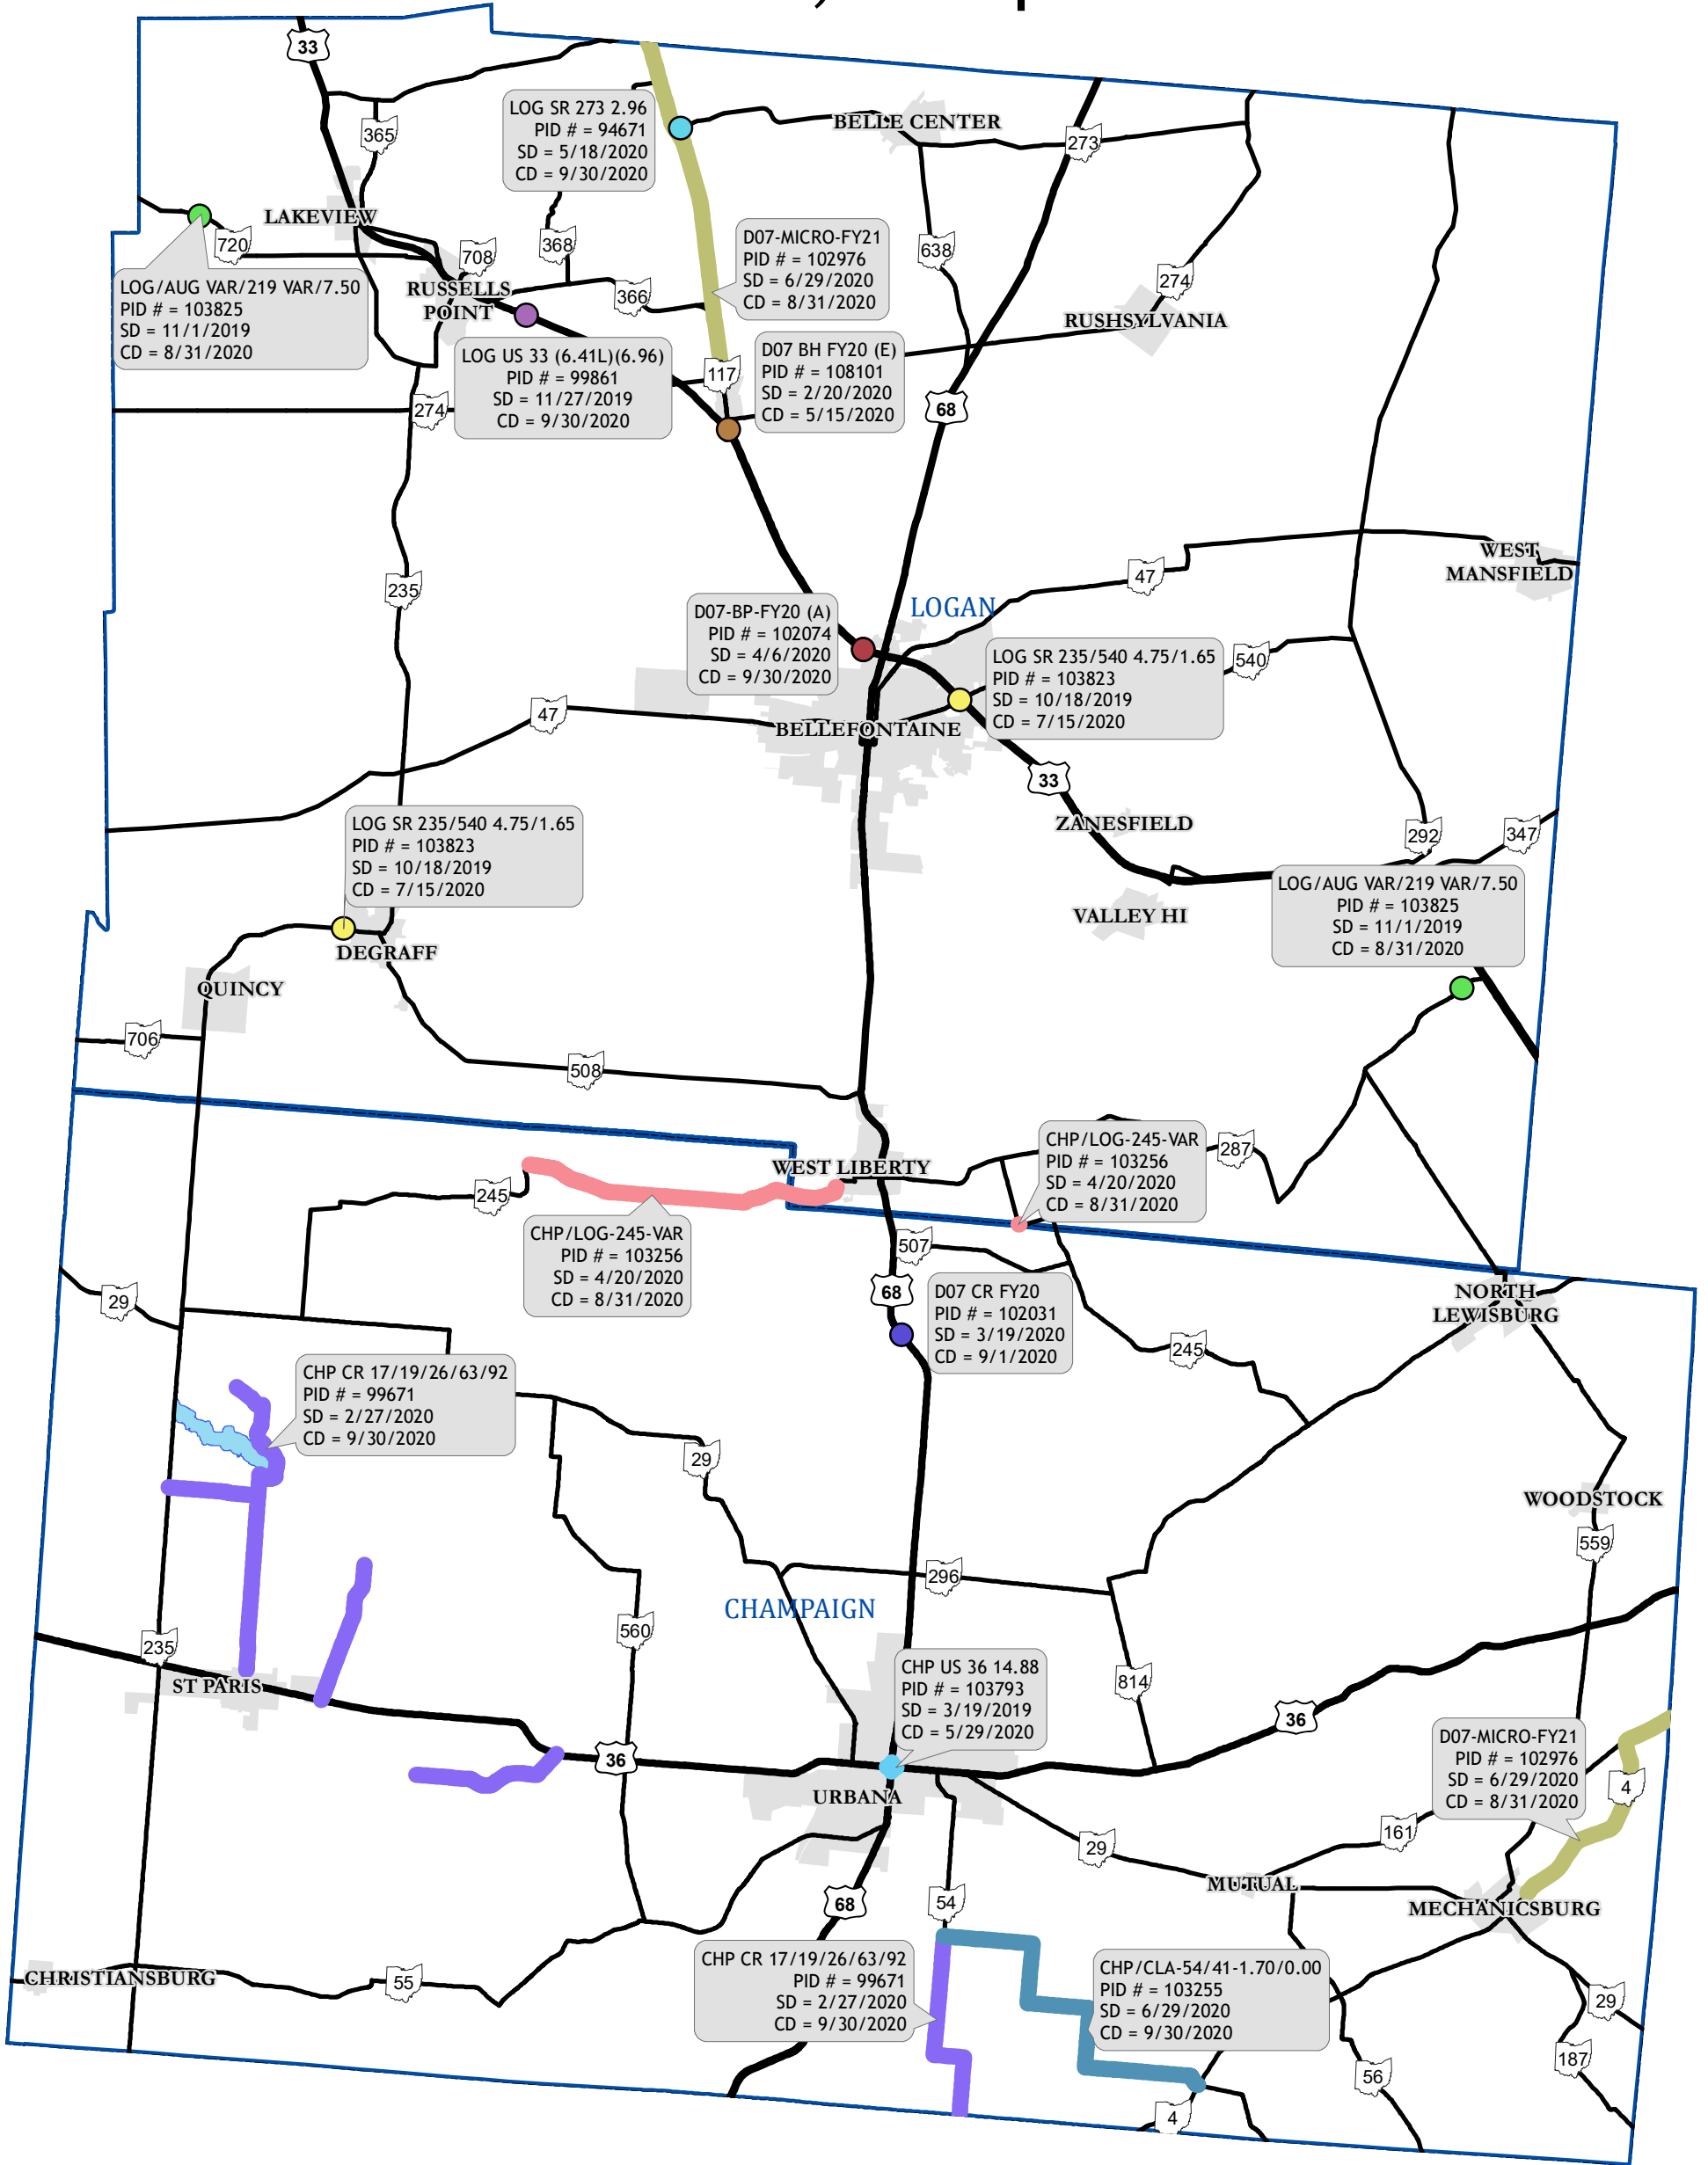 33
365
LOG SR 273 2.96
PID # = 94671
SD = 5/18/2020
CD = 9/30/2020
BELLE CENTER
273
LAKEVIEW
720
708
368
638
274
LOG/AUG VAR/219 VAR/7.50
PID # = 103825
SD = 11/1/2019
CD = 8/31/2020
D07-MICRO-FY21
PID # = 102976
SD = 6/29/2020
CD = 8/31/2020
RUSSELLS
POINT
366
RUSHSYLVANIA
LOG US 33 (6.41L)(6.96)
PID # = 99861
SD = 11/27/2019
CD = 9/30/2020
117
D07 BH FY20 (E)
PID # = 108101
SD = 2/20/2020
CD = 5/15/2020
274
68
235
47
WEST
MANSFIELD
LOGAN
D07-BP-FY20 (A)
PID # = 102074
SD = 4/6/2020
CD = 9/30/2020
LOG SR 235/540 4.75/1.65
PID # = 103823
SD = 10/18/2019
CD = 7/15/2020
540
47
BELLEFONTAINE
33
ZANESFIELD
292
347
LOG SR 235/540 4.75/1.65
PID # = 103823
SD = 10/18/2019
CD = 7/15/2020
LOG/AUG VAR/219 VAR/7.50
PID # = 103825
SD = 11/1/2019
CD = 8/31/2020
VALLEY HI
DEGRAFF
QUINCY
706
508
WEST LIBERTY
CHP/LOG-245-VAR
PID # = 103256
SD = 4/20/2020
CD = 8/31/2020
287
245
CHP/LOG-245-VAR
PID # = 103256
SD = 4/20/2020
CD = 8/31/2020
507
68
D07 CR FY20
PID # = 102031
SD = 3/19/2020
CD = 9/1/2020
29
NORTH
LEWISBURG
245
CHP CR 17/19/26/63/92
PID # = 99671
SD = 2/27/2020
CD = 9/30/2020
29
WOODSTOCK
559
296
CHAMPAIGN
560
235
ST PARIS
814
CHP US 36 14.88
PID # = 103793
SD = 3/19/2019
CD = 5/29/2020
36
36
D07-MICRO-FY21
PID # = 102976
SD = 6/29/2020
CD = 8/31/2020
4
URBANA
161
29
MUTUAL
68
54
MECHANICSBURG
CHP CR 17/19/26/63/92
PID # = 99671
SD = 2/27/2020
CD = 9/30/2020
CHP/CLA-54/41-1.70/0.00
PID # = 103255
SD = 6/29/2020
CD = 9/30/2020
CHRISTIANSBURG
55
29
187
56
4